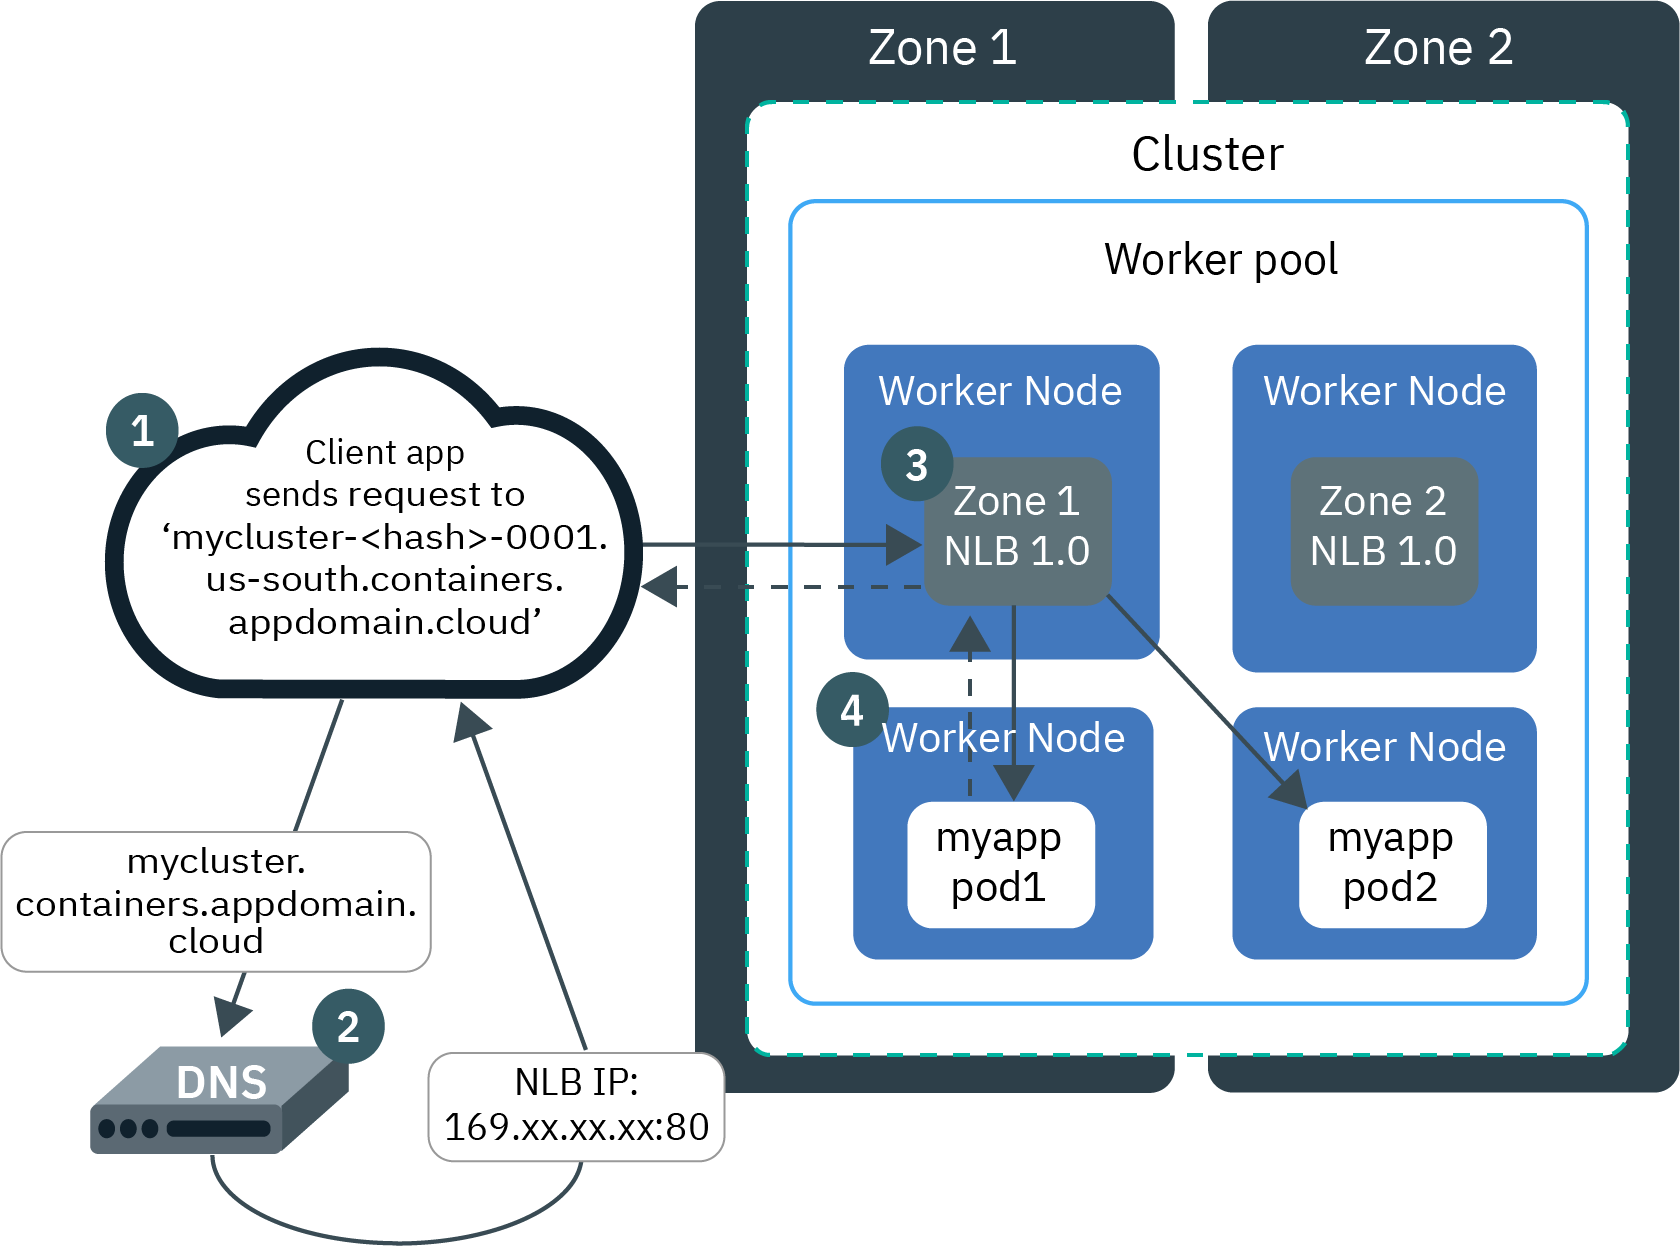 Zone 1
Zone 2
Cluster
Worker pool
1
Client app
sends request to
‘mycluster-<hash>-0001.
us-south.containers.
appdomain.cloud’
Worker Node
3
Zone 1
NLB 1.0
Worker Node
Zone 2
NLB 1.0
4
Worker Node
myapp
pod1
Worker Node
myapp
pod2
mycluster.
containers.appdomain.
cloud
2
DNS
NLB IP:
169.xx.xx.xx:80